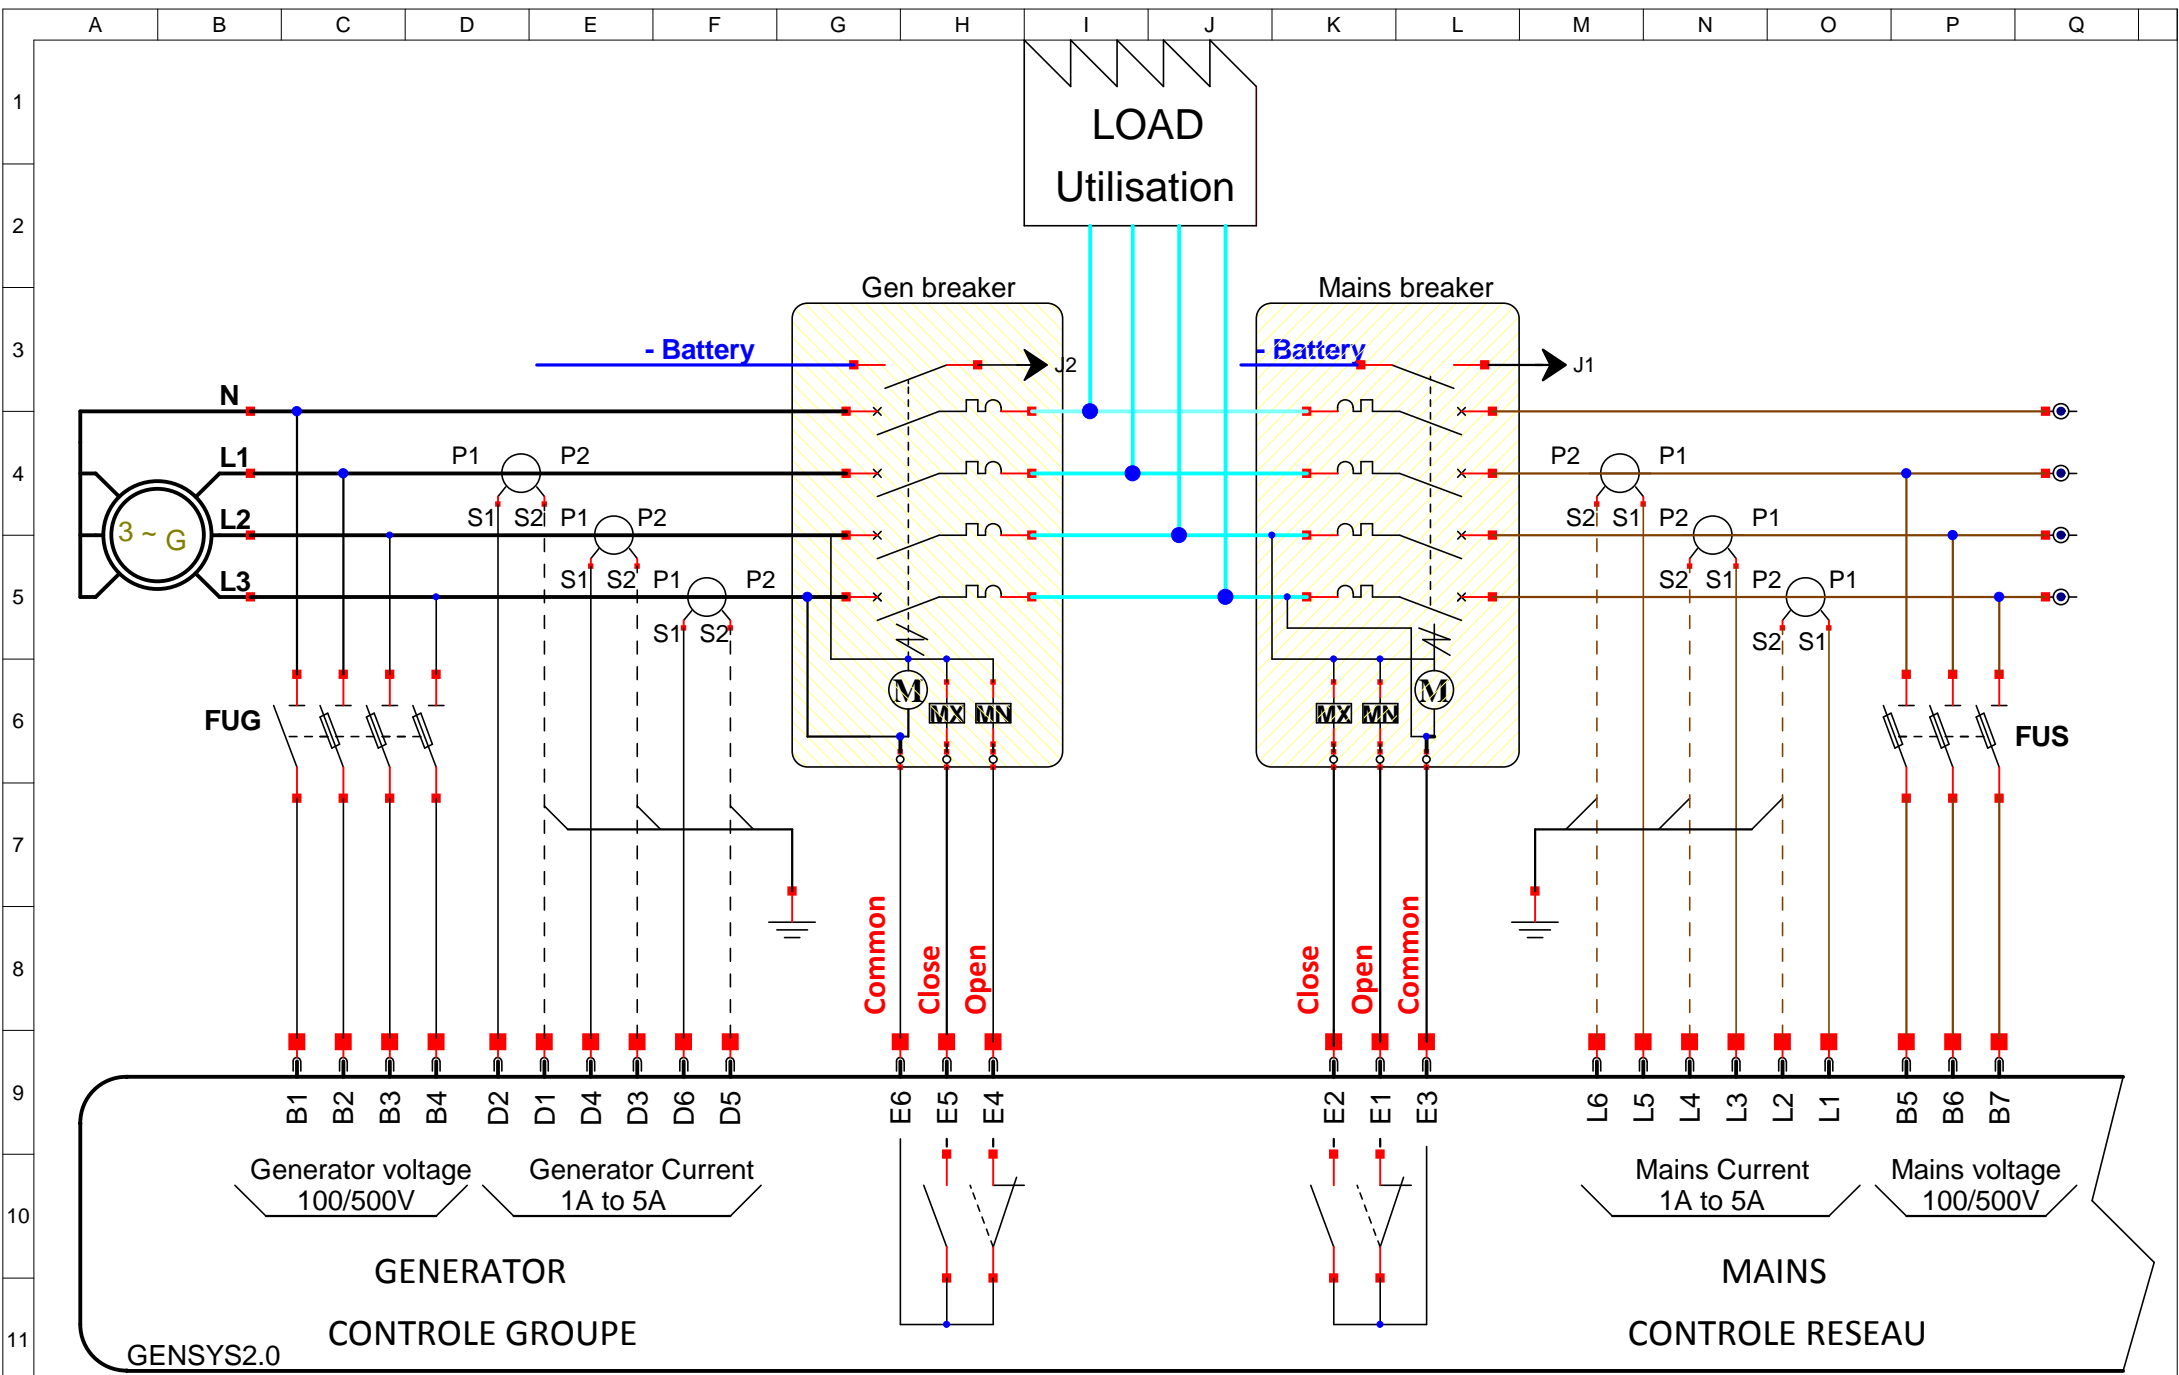 A B C D E F G H I J K L M N O P Q
1
LOAD
Utilisation
2
Gen breaker
Mains breaker
3
- Battery
J2
- Battery
J1
N
4
L1
P1 P2
P2 P1
L2
S1 S2 P1 P2
S2 S1 P2 P1
3 ~ G
5
L3
S1 S2 P1 P2
S2 S1 P2 P1
S1 S2
S2 S1
6
FUG
M
MX MN
MX MN
M
FUS
7
8
Common
Close
Open
Close
Open
Common
9
B1 B2 B3 B4 D2 D1 D4 D3 D6 D5 E6 E5 E4 E2 E1 E3 L6 L5 L4 L3 L2 L1 B5 B6 B7
10
Generator voltage
100/500V
Generator Current
1A to 5A
Mains Current
1A to 5A
Mains voltage
100/500V
GENERATOR
MAINS
11
CONTROLE GROUPE
CONTROLE RESEAU
GENSYS2.0